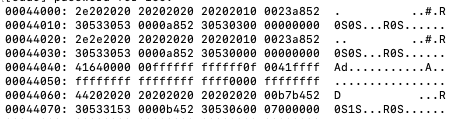 00044000: 2e202020 20202020 20202010 0023a852  .          ..#.R
00044010: 30533053 0000a852 30530300 00000000  0S0S...R0S......
00044020: 2e2e2020 20202020 20202010 0023a852  ..         ..#.R
00044030: 30533053 0000a852 30530000 00000000  0S0S...R0S......
00044040: 41640000 00ffffff ffffff0f 0041ffff  Ad...........A..
00044050: ffffffff ffffffff ffff0000 ffffffff  ................
00044060: 44202020 20202020 20202020 00b7b452  D           ...R
00044070: 30533153 0000b452 30530600 07000000  0S1S...R0S......